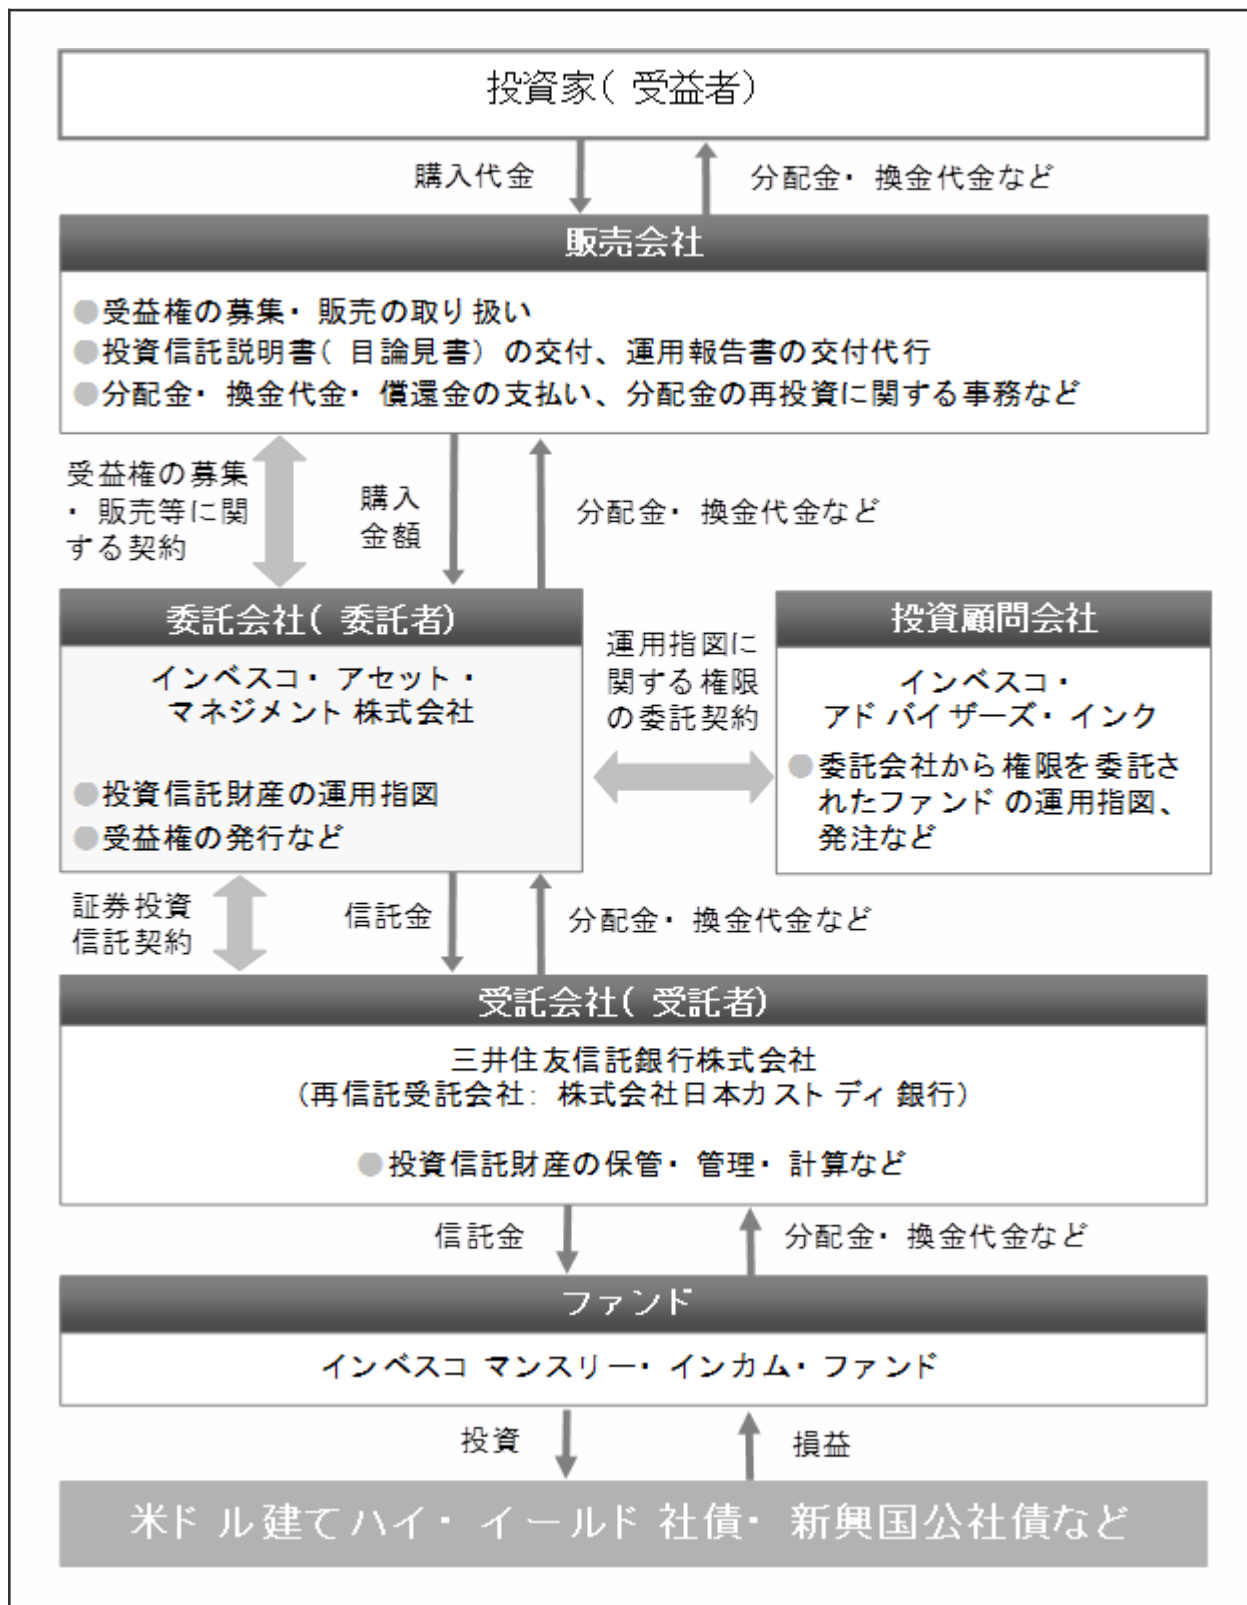 投資家(受益者)
購入代金
分配金・換金代金など
販売会社
●受益権の募集・販売の取り扱い
●投資信託説明書(目論見書)の交付、運用報告書の交付代行
●分配金・換金代金・償還金の支払い、分配金の再投資に関する事務など
受益権の募集
・販売等に関
する契約
購入
金額
分配金・換金代金など
委託会社(委託者)
インベスコ・アセット・
マネジメント株式会社
●投資信託財産の運用指図
●受益権の発行など
運用指図に
関する権限
の委託契約
投資顧問会社
インベスコ・
アドバイザーズ・インク
●委託会社から権限を委託さ
れたファンドの運用指図、
発注など
証券投資
信託契約
信託金
分配金・換金代金など
受託会社(受託者)
三井住友信託銀行株式会社
(再信託受託会社:株式会社日本カストディ銀行)
●投資信託財産の保管・管理・計算など
信託金
分配金・換金代金など
ファンド
インベスコ マンスリー・インカム・ファンド
投資
損益
米ドル建てハイ・イールド社債・新興国公社債など